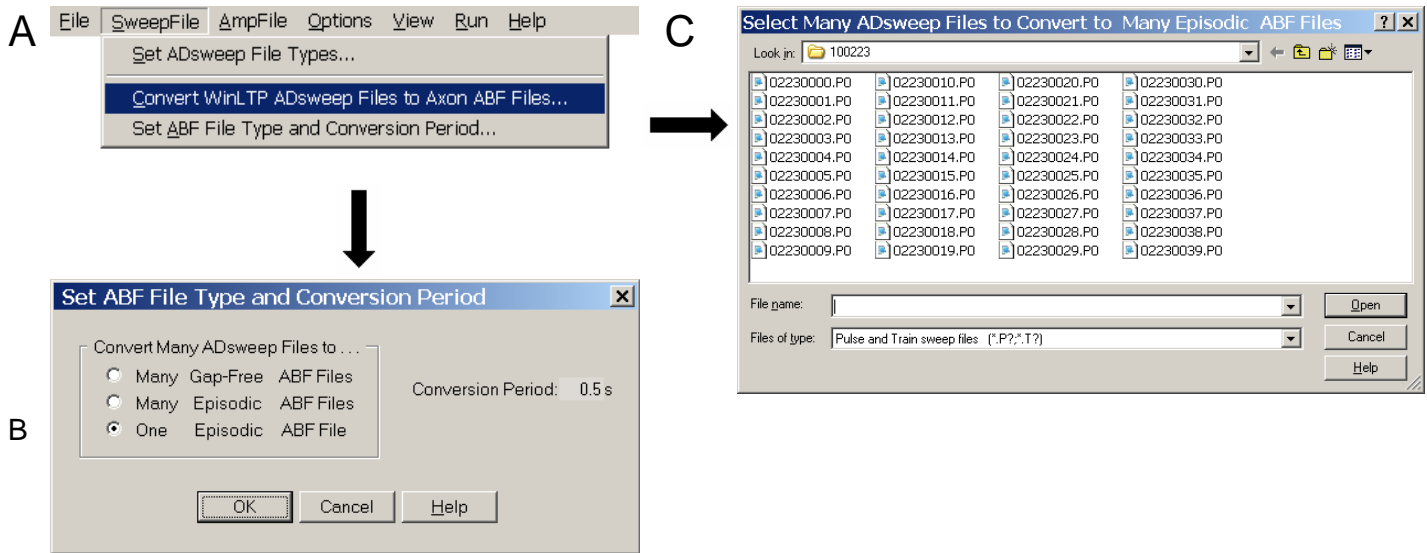 A
File SweepFile AmpFile Options View Run Help
Set ADsweep File Types...
Convert WinLTP ADsweep Files to Axon ABF Files...
Set ABF File Type and Conversion Period...
B
Set ABF File Type and Conversion Period
Convert Many ADsweep Files to . . .
Many Gap-Free ABF Files
Many Episodic ABF Files
One Episodic ABF File
Conversion Period: 0.5 s
OK Cancel Help
C
Select Many ADsweep Files to Convert to Many Episodic ABF Files
Look in: 100223
02230000.P0 02230010.P0 02230020.P0 02230030.P0
02230001.P0 02230011.P0 02230021.P0 02230031.P0
02230002.P0 02230012.P0 02230022.P0 02230032.P0
02230003.P0 02230013.P0 02230023.P0 02230033.P0
02230004.P0 02230014.P0 02230024.P0 02230034.P0
02230005.P0 02230015.P0 02230025.P0 02230035.P0
02230006.P0 02230016.P0 02230026.P0 02230036.P0
02230007.P0 02230017.P0 02230027.P0 02230037.P0
02230008.P0 02230018.P0 02230028.P0 02230038.P0
02230009.P0 02230019.P0 02230029.P0 02230039.P0
File name:
Open
Files of type: Pulse and Train sweep files (*.P?;*.T?)
Cancel
Help